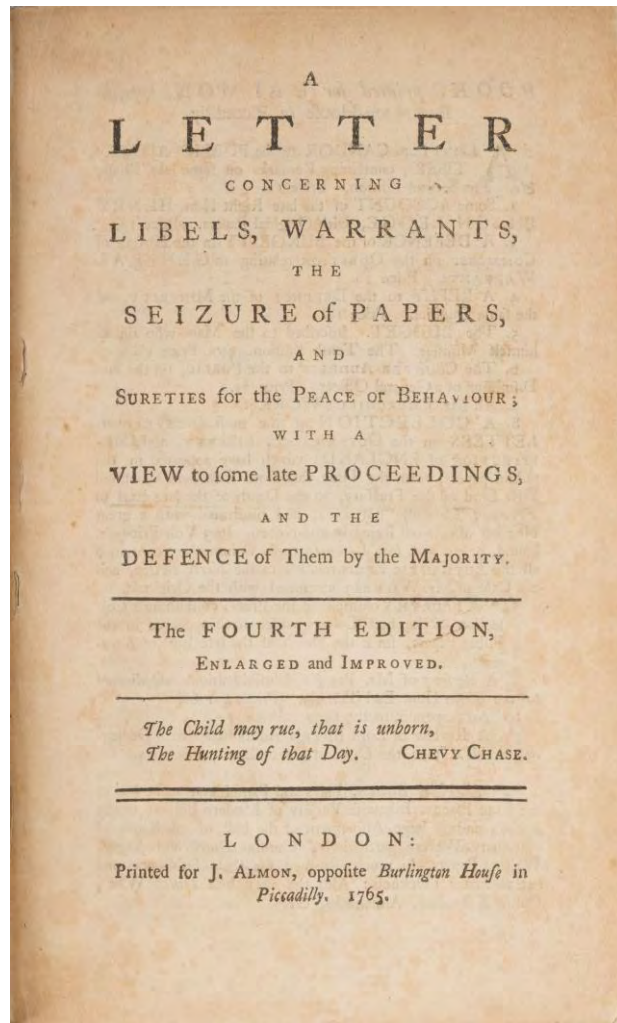 A
LETTER
CONCERNING
LIBELS, WARRANTS,
THE
SEIZURE of PAPERS,
AND
SURETIES for the PEACE or BEHAVIOUR;
WITH A
VIEW to ſome late PROCEEDINGS,
AND THE
DEFENCE of Them by the MAJORITY.
The FOURTH EDITION,
ENLARGED and IMPROVED.
The Child may rue, that is unborn,
The Hunting of that Day. CHEVY CHASE.
LONDON:
Printed for J. ALMON, oppoſite Burlington Houſe in
Piccadilly. 1765.